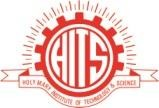 HITS
HOLY MARY INSTITUTE OF TECHNOLOGY & SCIENCE